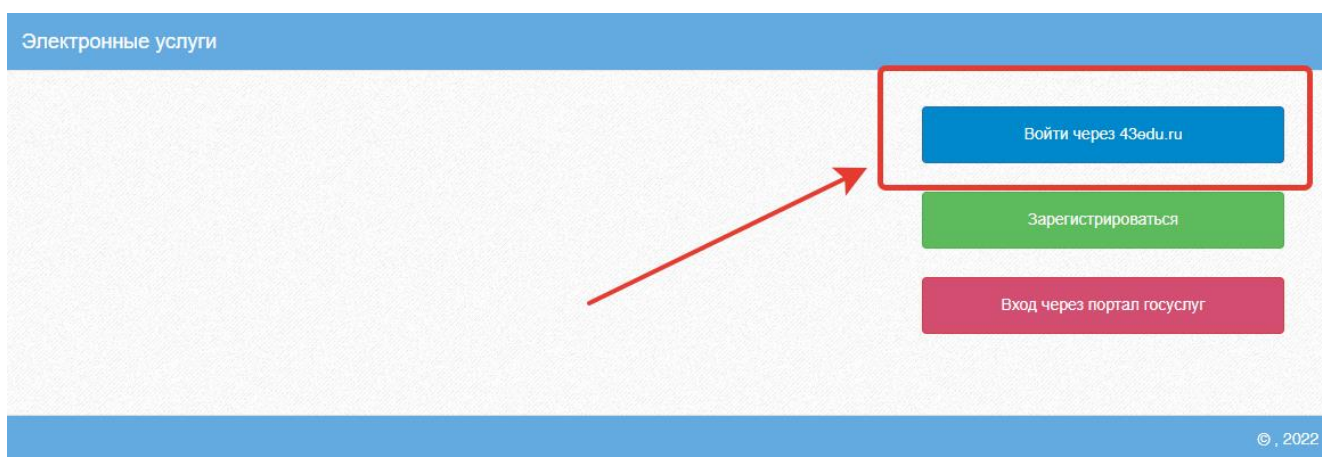 Электронные услуги
Войти через 43edu.ru
Зарегистрироваться
Вход через портал госуслуг
© , 2022